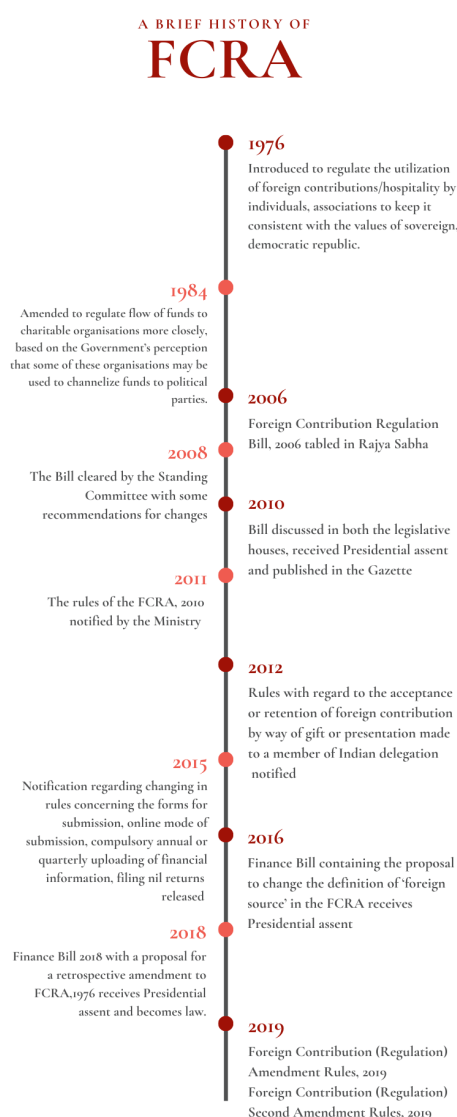 A BRIEF HISTORY OF
FCRA
1976
Introduced to regulate the utilization
of foreign contributions/hospitality by
individuals, associations to keep it
consistent with the values of sovereign,
democratic republic.
1984
Amended to regulate flow of funds to
charitable organisations more closely,
based on the Government's perception
that some of these organisations may be
used to channelize funds to political
parties.
2006
Foreign Contribution Regulation
Bill, 2006 tabled in Rajya Sabha
2008
The Bill cleared by the Standing
Committee with some
recommendations for changes
2010
Bill discussed in both the legislative
houses, received Presidential assent
and published in the Gazette
2011
The rules of the FCRA, 2010
notified by the Ministry
2012
Rules with regard to the acceptance
or retention of foreign contribution
by way of gift or presentation made
to a member of Indian delegation
notified
2015
Notification regarding changing in
rules concerning the forms for
submission, online mode of
submission, compulsory annual or
quarterly uploading of financial
information, filing nil returns
released
2016
Finance Bill containing the proposal
to change the definition of 'foreign
source' in the FCRA receives
Presidential assent
2018
Finance Bill 2018 with a proposal for
a retrospective amendment to
FCRA,1976 receives Presidential
assent and becomes law.
2019
Foreign Contribution (Regulation)
Amendment Rules, 2019
Foreign Contribution (Regulation)
Second Amendment Rules, 2019